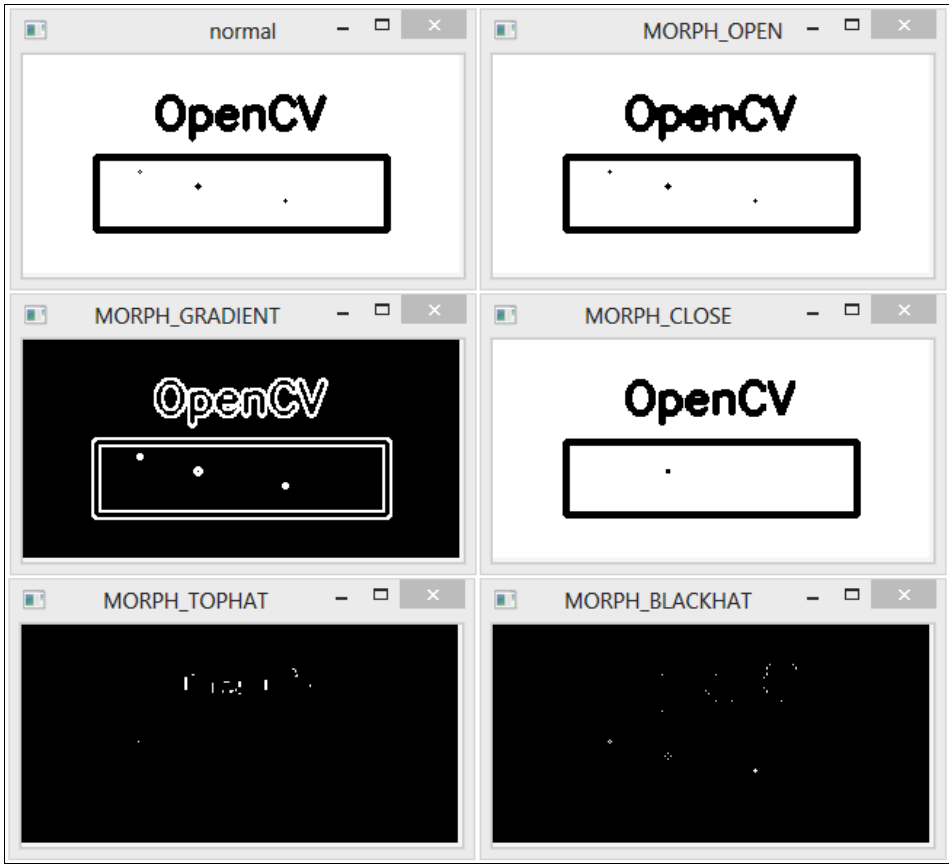 normal
OpenCV
MORPH_OPEN
OpenCV
MORPH_GRADIENT
OpenCV
MORPH_CLOSE
OpenCV
MORPH_TOPHAT
MORPH_BLACKHAT